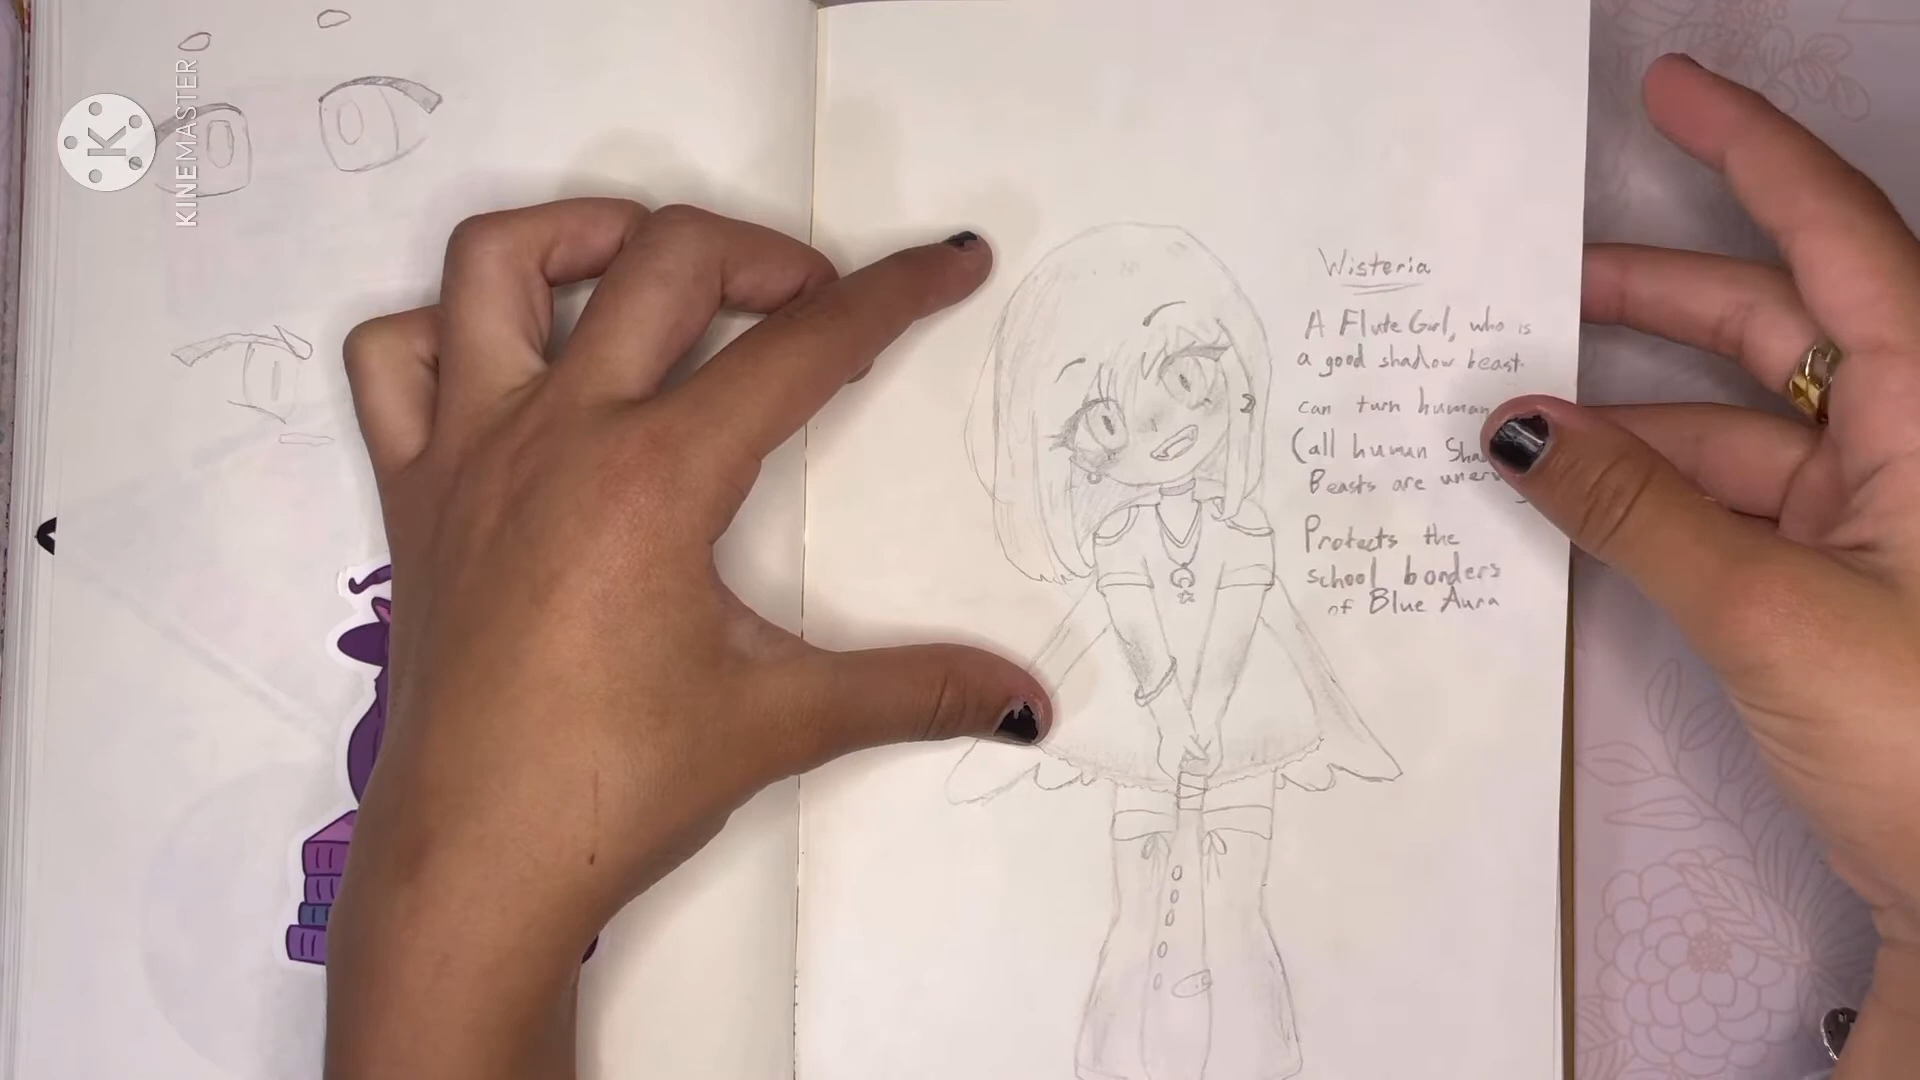 KINEMASTER
Wisteria
A Flute Girl, who is
a good shadow beast.
can turn human
(all human
Beasts are
Protects the
school borders
of Blue Aura